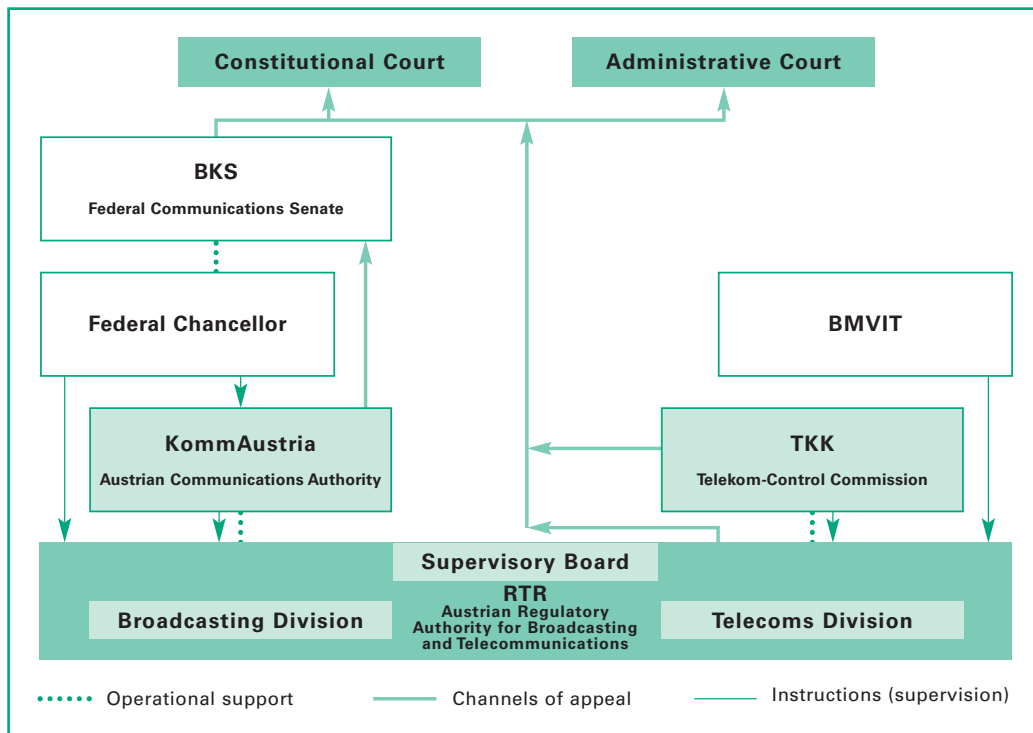 Constitutional Court
Administrative Court
BKS
Federal Communications Senate
Federal Chancellor
BMVIT
KommAustria
Austrian Communications Authority
TKK
Telekom-Control Commission
Supervisory Board
RTR
Austrian Regulatory
Authority for Broadcasting
and Telecommunications
Broadcasting Division
Telecoms Division
Operational support
Channels of appeal
Instructions (supervision)